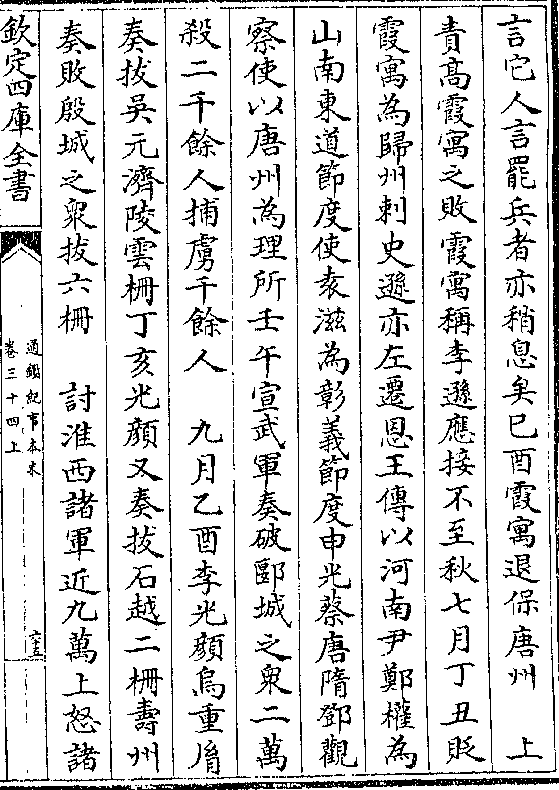 言它人言罷兵者亦稍息矣己酉霞寓退保唐州　上
責高霞寓之敗霞寓稱李遜應接不至秋七月丁丑貶
霞寓為歸州刺史遜亦左遷恩王傅以河南尹鄭權為
山南東道節度使袁滋為彰義節度申光蔡唐隋鄧觀
察使以唐州為理所壬午宣武軍奏破郾城之衆二萬
殺二千餘人捕虜千餘人　九月乙酉李光顔烏重𦙍
奏拔吳元濟陵雲柵丁亥光顔又奏拔石越二柵壽州
奏敗殷城之衆拔六柵　討淮西諸軍近九萬上怒諸
欽定四庫全書
通鑑紀事本末
卷三十四上
六十五